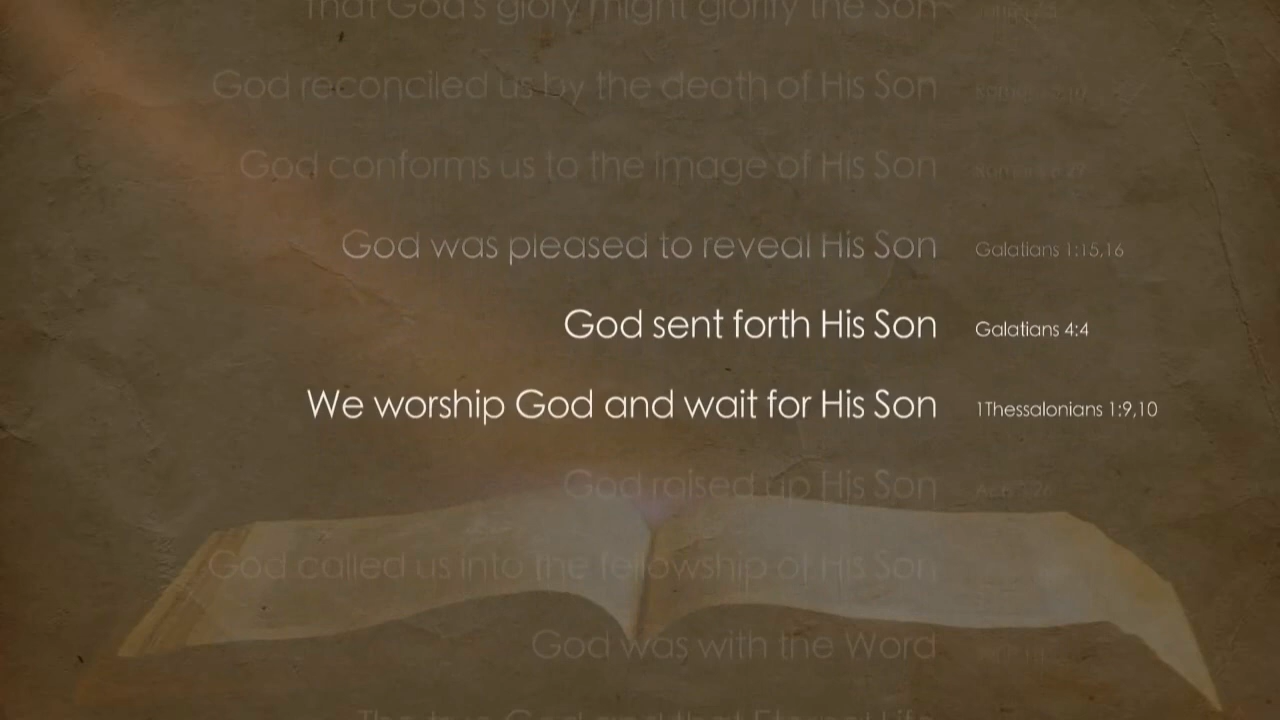 That God's glory might glorify the Son
God reconciled us by the death of His Son
God conforms us to the Image of His Son
God was pleased to reveal His Son Galatians 1:15,16
God sent forth His Son Galatians 4:4
We worship God and wait for His Son 1Thessalonians 1:9,10
God raised up His Son
God called us into the fellowship of His Son
God was with the Word